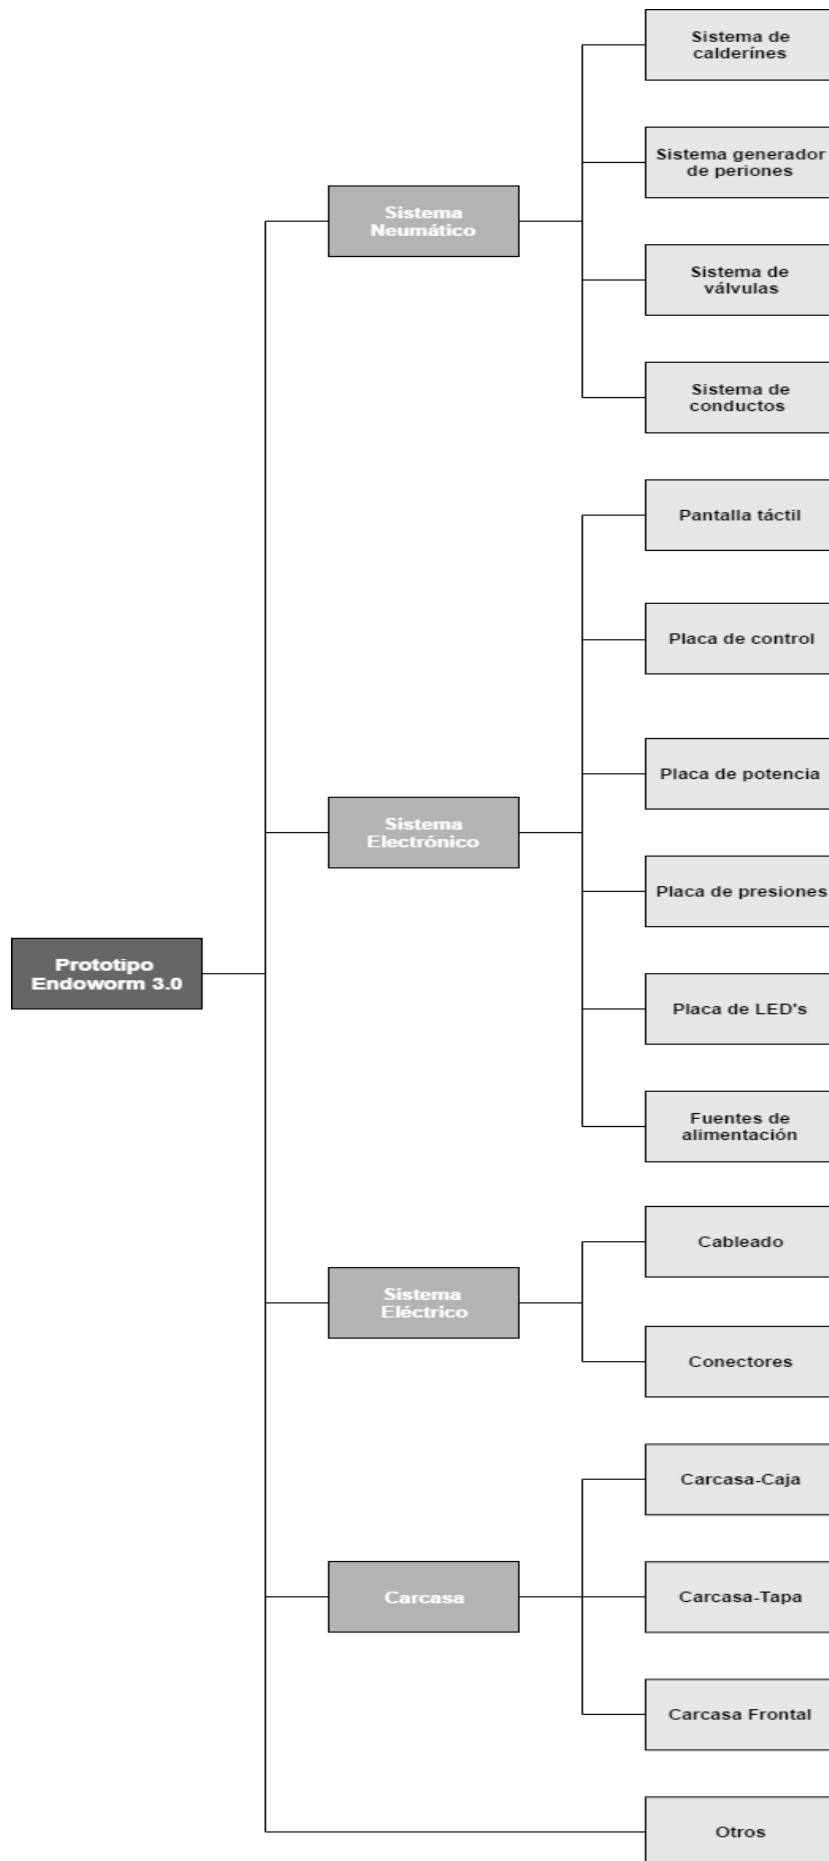 Sistema de
calderínes
Sistema generador
de periones
Sistema
Neumático
Sistema de
válvulas
Sistema de
conductos
Pantalla táctil
Placa de control
Placa de potencia
Sistema
Electrónico
Placa de presiones
Prototipo
Endoworm 3.0
Placa de LED's
Fuentes de
alimentación
Cableado
Sistema
Eléctrico
Conectores
Carcasa-Caja
Carcasa
Carcasa-Tapa
Carcasa Frontal
Otros